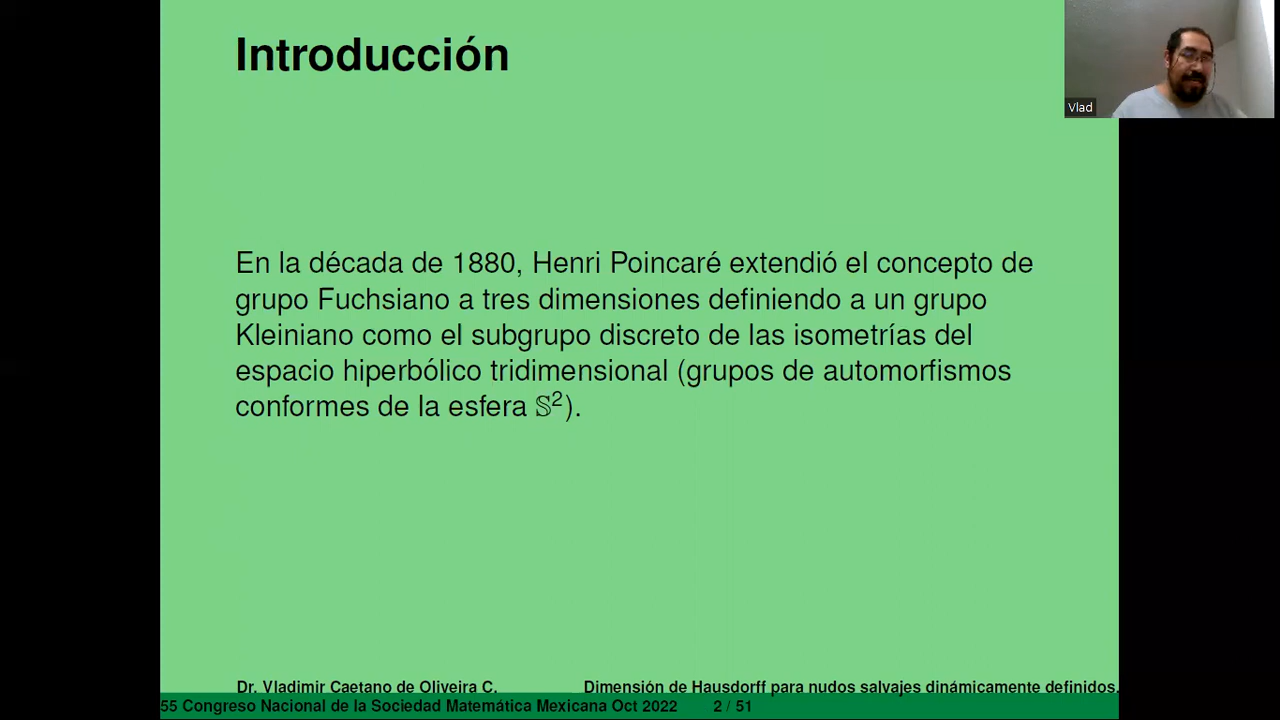 Introducción
Vlad
En la década de 1880, Henri Poincaré extendió el concepto de
grupo Fuchsiano a tres dimensiones definiendo a un grupo
Kleiniano como el subgrupo discreto de las isometrías del
espacio hiperbólico tridimensional (grupos de automorfismos
conformes de la esfera 𝕊²).
Dr. Vladimir Caetano de Oliveira C. Dimensión de Hausdorff para nudos salvajes dinámicamente definidos.
55 Congreso Nacional de la Sociedad Matemática Mexicana Oct 2022 2 / 51